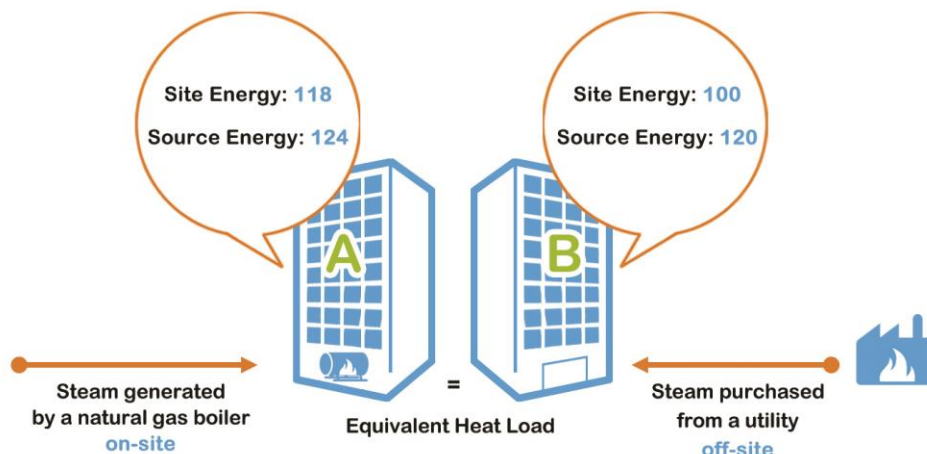 Site Energy: 118
Source Energy: 124
Site Energy: 100
Source Energy: 120
A
B
=
Steam generated
by a natural gas boiler
on-site
Equivalent Heat Load
Steam purchased
from a utility
off-site